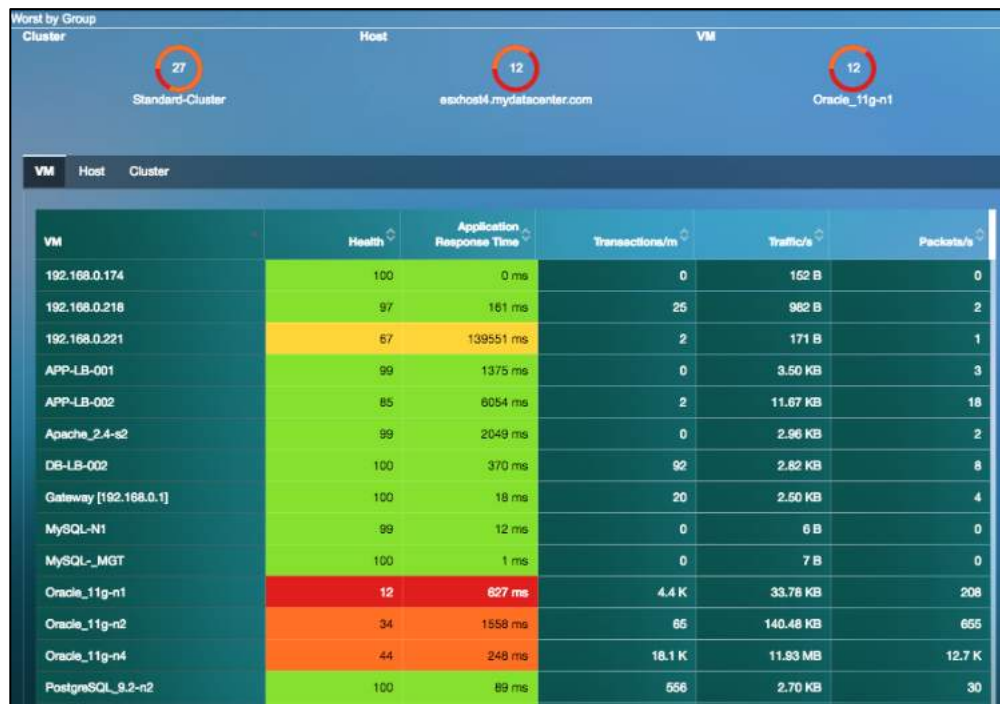 Worst by Group
Cluster Host VM
27 12 12
Standard-Cluster esxhost4.mydatacenter.com Oracle_11g-n1
VM Host Cluster
VM Health Application Response Time Transactions/m Traffic/s Packets/s
192.168.0.174 100 0 ms 0 152 B 0
192.168.0.218 97 161 ms 25 982 B 2
192.168.0.221 67 139551 ms 2 171 B 1
APP-LB-001 99 1375 ms 0 3.50 KB 3
APP-LB-002 85 6054 ms 2 11.67 KB 18
Apache_2.4-s2 99 2049 ms 0 2.96 KB 2
DB-LB-002 100 370 ms 92 2.82 KB 8
Gateway [192.168.0.1] 100 18 ms 20 2.50 KB 4
MySQL-N1 99 12 ms 0 6 B 0
MySQL-_MGT 100 1 ms 0 7 B 0
Oracle_11g-n1 12 627 ms 4.4 K 33.78 KB 208
Oracle_11g-n2 34 1558 ms 65 140.48 KB 655
Oracle_11g-n4 44 248 ms 18.1 K 11.93 MB 12.7 K
PostgreSQL_9.2-n2 100 89 ms 556 2.70 KB 30